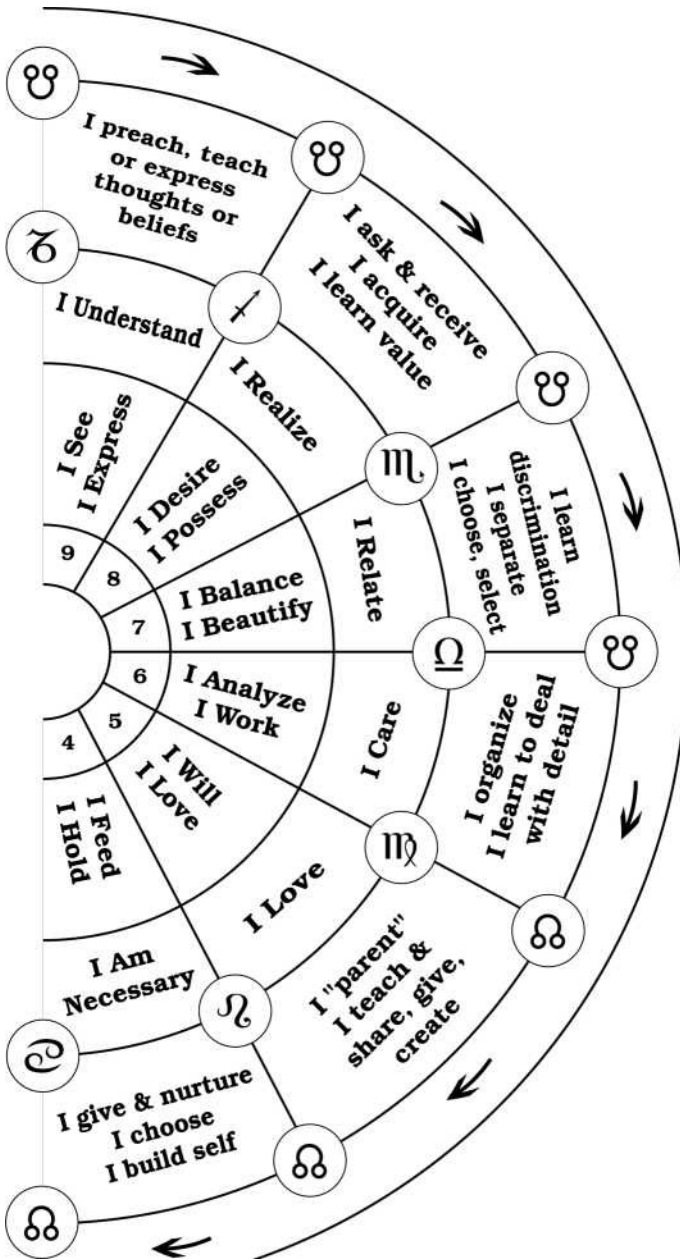 I preach, teach
or express
thoughts or
beliefs
I Understand
I See
I Express
9
I ask & receive
I acquire
I learn value
I Realize
I Desire
I Possess
8
I learn
discrimination
I separate
I choose, select
I Relate
I Balance
I Beautify
7
I organize
I learn to deal
with detail
I Care
I Analyze
I Work
6
I "parent"
I teach &
share, give,
create
I Love
I Will
I Love
5
I give & nurture
I choose
I build self
I Am
Necessary
I Feed
I Hold
4